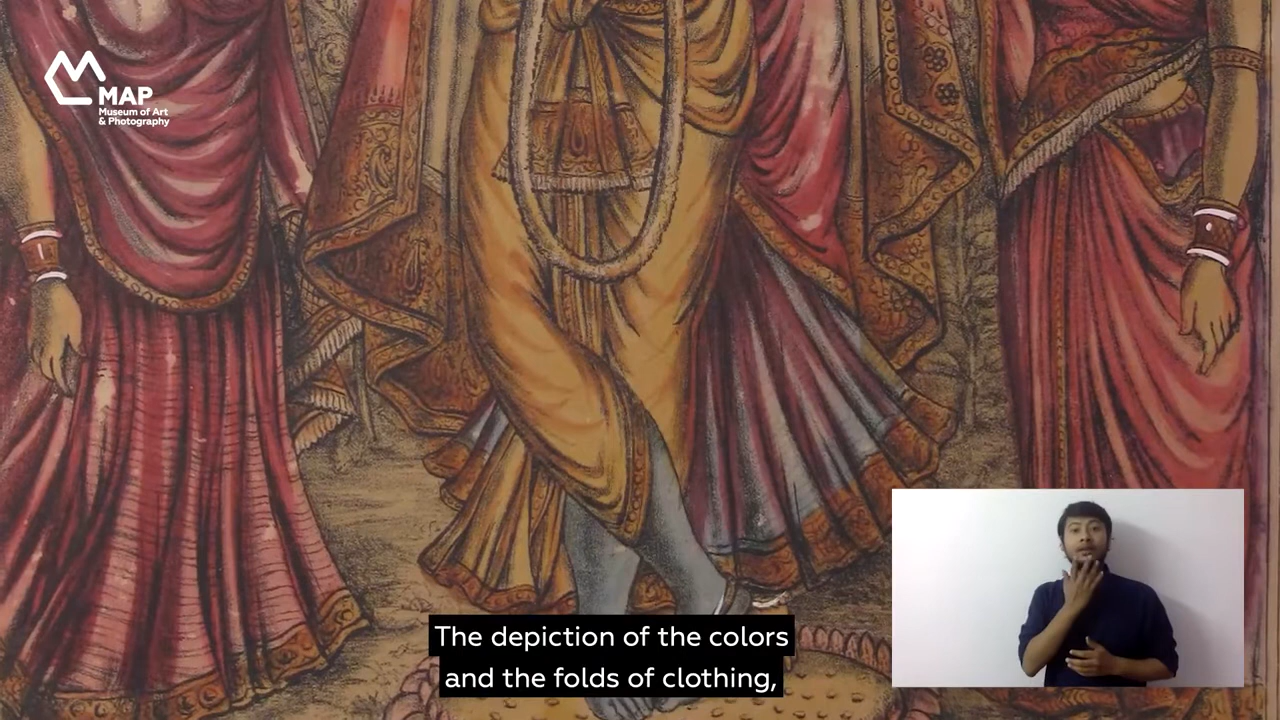 MAP
Museum of Art
& Photography
The depiction of the colors
and the folds of clothing,